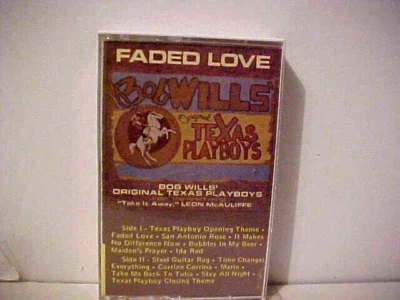 FADED LOVE
Bob WILLS'
Original TEXAS
PLAYBOYS
BOB WILLS'
ORIGINAL TEXAS PLAYBOYS
"Take It Away," LEON McAULIFFE
Side I - Texas Playboy Opening Theme •
Faded Love • San Antonio Rose • It Makes
No Difference Now • Bubbles In My Beer •
Maiden's Prayer • Ida Red
Side II - Steel Guitar Rag • Time Changes
Everything • Corrine Corrina • Marie •
Take Me Back To Tulsa • Stay All Night •
Texas Playboy Closing Theme